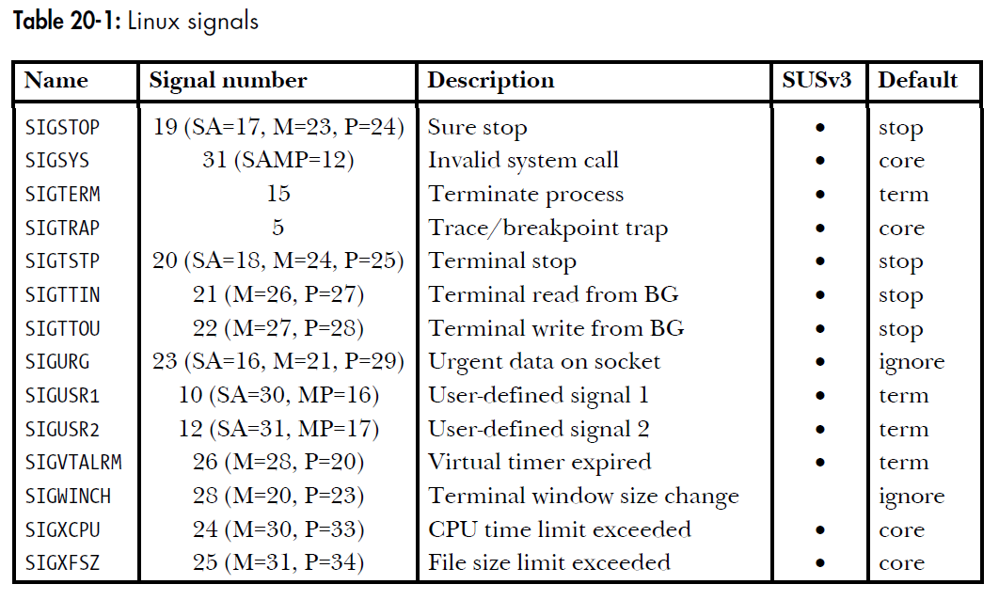 Table 20-1: Linux signals
Name Signal number Description SUSv3 Default
SIGSTOP 19 (SA=17, M=23, P=24) Sure stop • stop
SIGSYS 31 (SAMP=12) Invalid system call • core
SIGTERM 15 Terminate process • term
SIGTRAP 5 Trace/breakpoint trap • core
SIGTSTP 20 (SA=18, M=24, P=25) Terminal stop • stop
SIGTTIN 21 (M=26, P=27) Terminal read from BG • stop
SIGTTOU 22 (M=27, P=28) Terminal write from BG • stop
SIGURG 23 (SA=16, M=21, P=29) Urgent data on socket • ignore
SIGUSR1 10 (SA=30, MP=16) User-defined signal 1 • term
SIGUSR2 12 (SA=31, MP=17) User-defined signal 2 • term
SIGVTALRM 26 (M=28, P=20) Virtual timer expired • term
SIGWINCH 28 (M=20, P=23) Terminal window size change ignore
SIGXCPU 24 (M=30, P=33) CPU time limit exceeded • core
SIGXFSZ 25 (M=31, P=34) File size limit exceeded • core